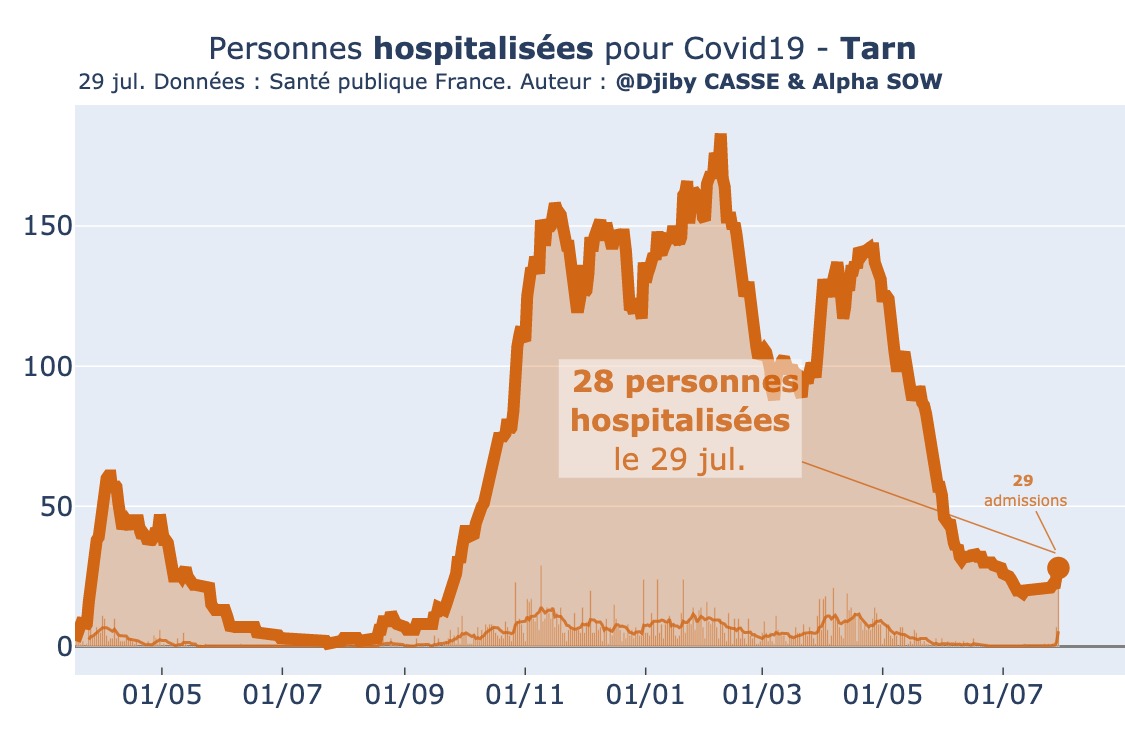 Personnes hospitalisées pour Covid19 - Tarn
29 jul. Données : Santé publique France. Auteur : @Djiby CASSE & Alpha SOW
150
100
50
0
28 personnes
hospitalisées
le 29 jul.
29
admissions
01/05 01/07 01/09 01/11 01/01 01/03 01/05 01/07